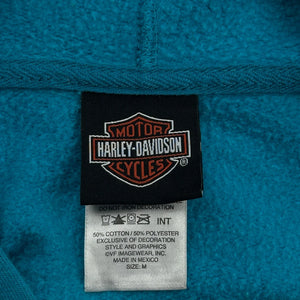 MOTOR
HARLEY-DAVIDSON
CYCLES
®
DO NOT IRON DECORATION
INT
50% COTTON / 50% POLYESTER
EXCLUSIVE OF DECORATION
STYLE AND GRAPHICS
©VF IMAGEWEAR, INC.
MADE IN MEXICO
SIZE: M